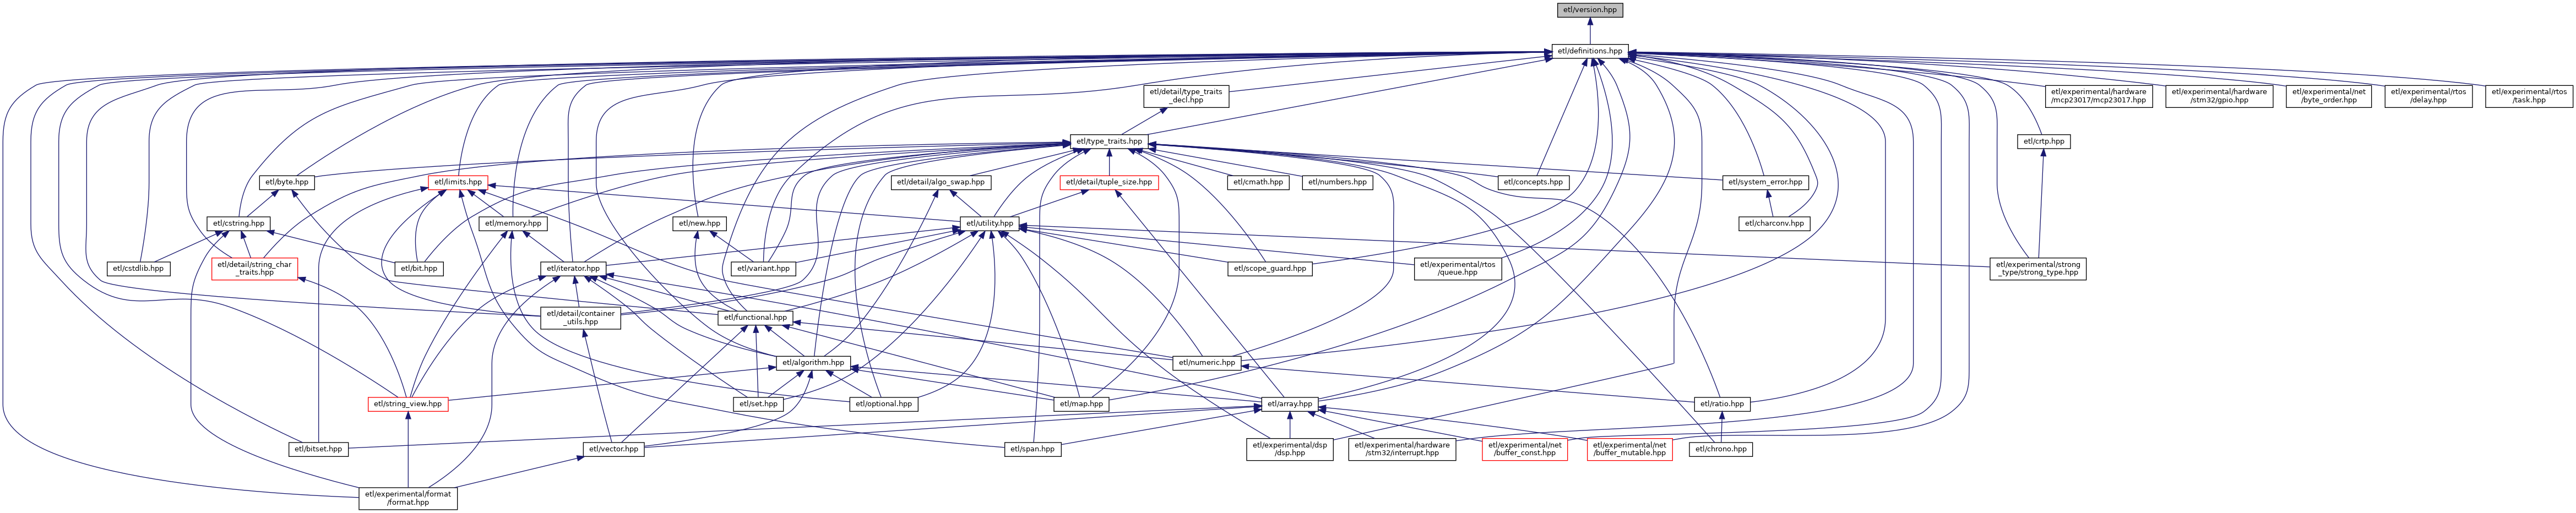 etl/version.hpp
etl/definitions.hpp
etl/detail/type_traits
_decl.hpp
etl/experimental/hardware
/mcp23017/mcp23017.hpp
etl/experimental/hardware
/stm32/gpio.hpp
etl/experimental/net
/byte_order.hpp
etl/experimental/rtos
/delay.hpp
etl/experimental/rtos
/task.hpp
etl/type_traits.hpp
etl/crtp.hpp
etl/byte.hpp
etl/limits.hpp
etl/detail/algo_swap.hpp
etl/detail/tuple_size.hpp
etl/cmath.hpp
etl/numbers.hpp
etl/concepts.hpp
etl/system_error.hpp
etl/cstring.hpp
etl/memory.hpp
etl/new.hpp
etl/utility.hpp
etl/charconv.hpp
etl/cstdlib.hpp
etl/detail/string_char
_traits.hpp
etl/bit.hpp
etl/iterator.hpp
etl/variant.hpp
etl/scope_guard.hpp
etl/experimental/rtos
/queue.hpp
etl/experimental/strong
_type/strong_type.hpp
etl/detail/container
_utils.hpp
etl/functional.hpp
etl/algorithm.hpp
etl/numeric.hpp
etl/string_view.hpp
etl/set.hpp
etl/optional.hpp
etl/map.hpp
etl/array.hpp
etl/ratio.hpp
etl/bitset.hpp
etl/vector.hpp
etl/span.hpp
etl/experimental/dsp
/dsp.hpp
etl/experimental/hardware
/stm32/interrupt.hpp
etl/experimental/net
/buffer_const.hpp
etl/experimental/net
/buffer_mutable.hpp
etl/chrono.hpp
etl/experimental/format
/format.hpp